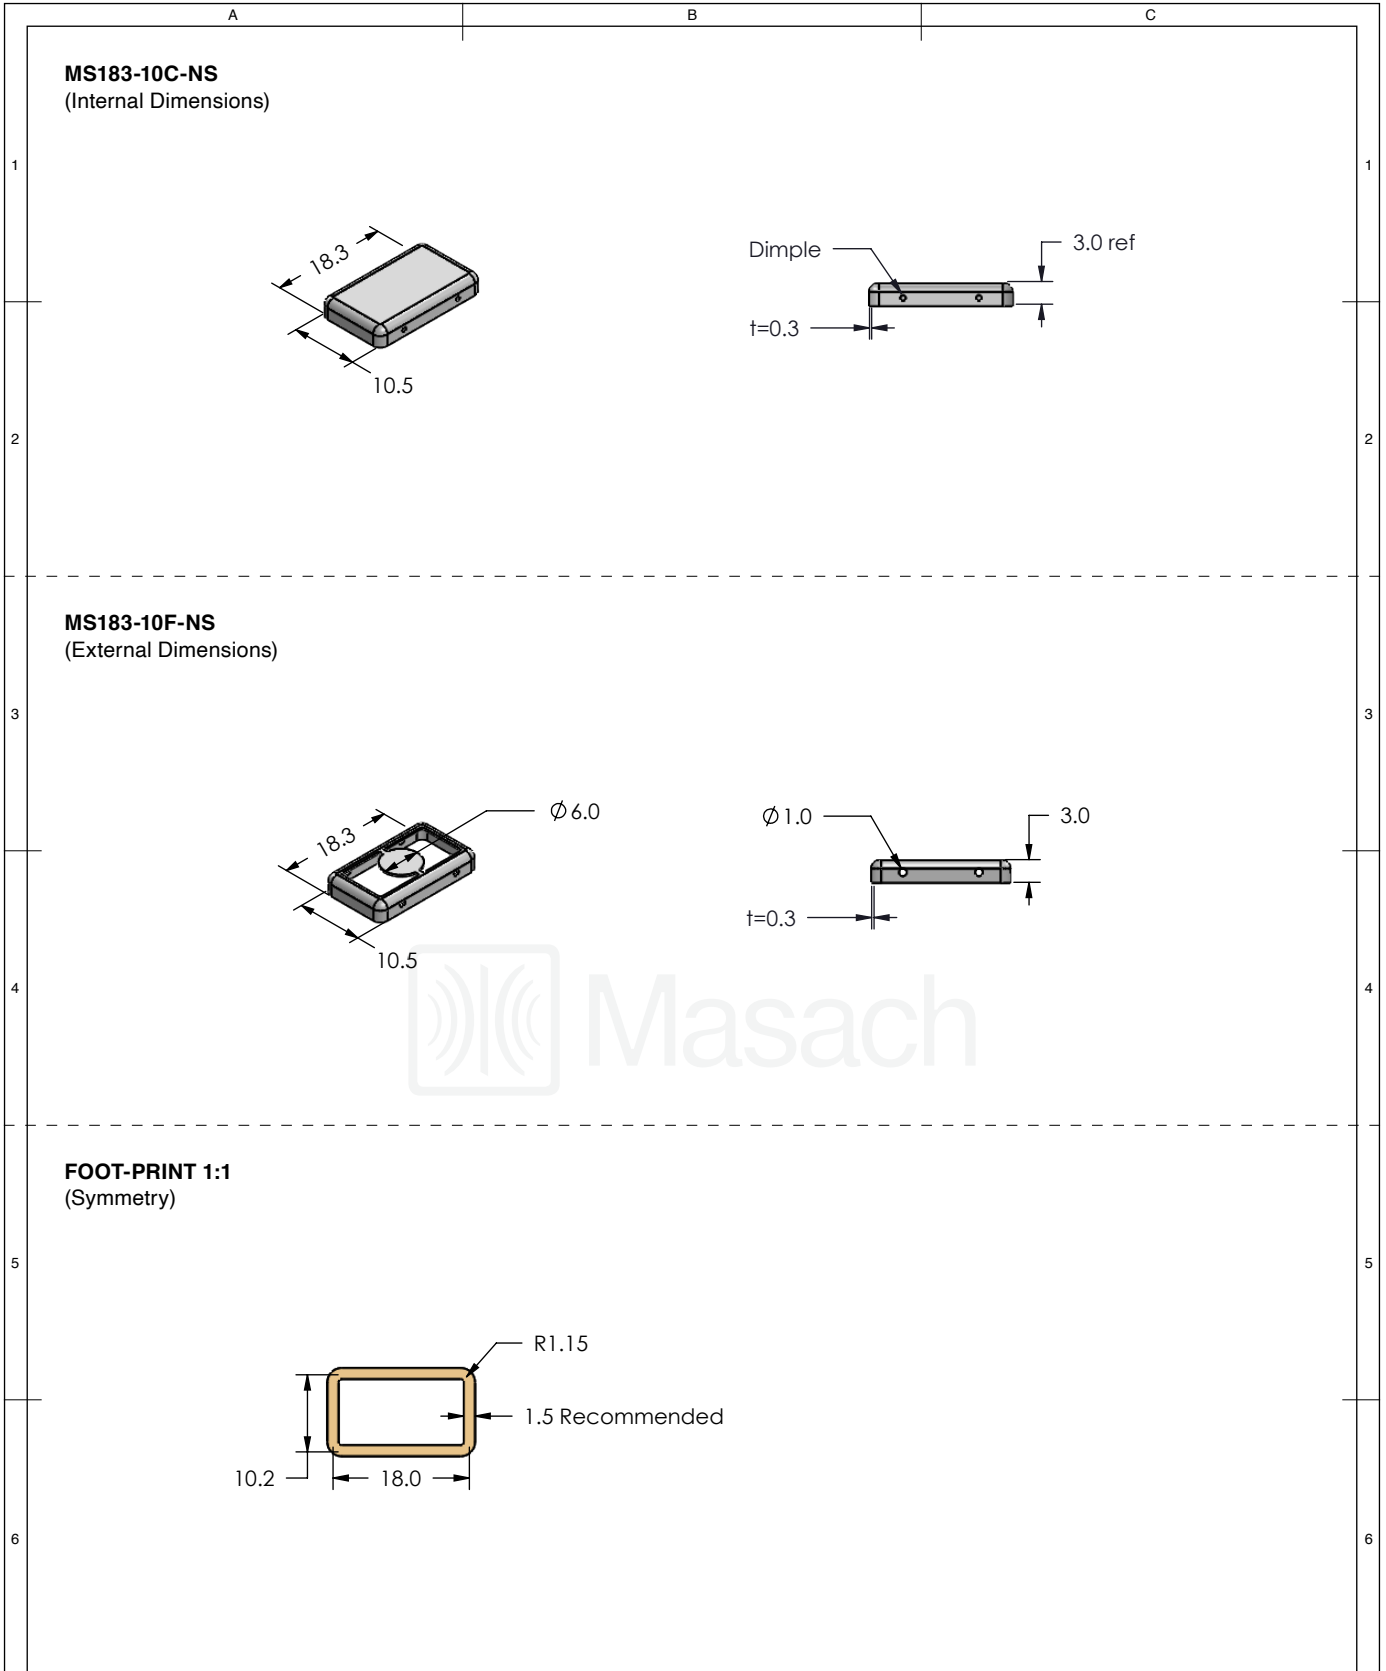 A B C
MS183-10C-NS
(Internal Dimensions)
1 1
18.3
10.5
Dimple
3.0 ref
t=0.3
2 2
MS183-10F-NS
(External Dimensions)
3 3
18.3
Ø6.0
10.5
Ø1.0
3.0
t=0.3
Masach
4 4
FOOT-PRINT 1:1
(Symmetry)
5 5
R1.15
1.5 Recommended
10.2
18.0
6 6